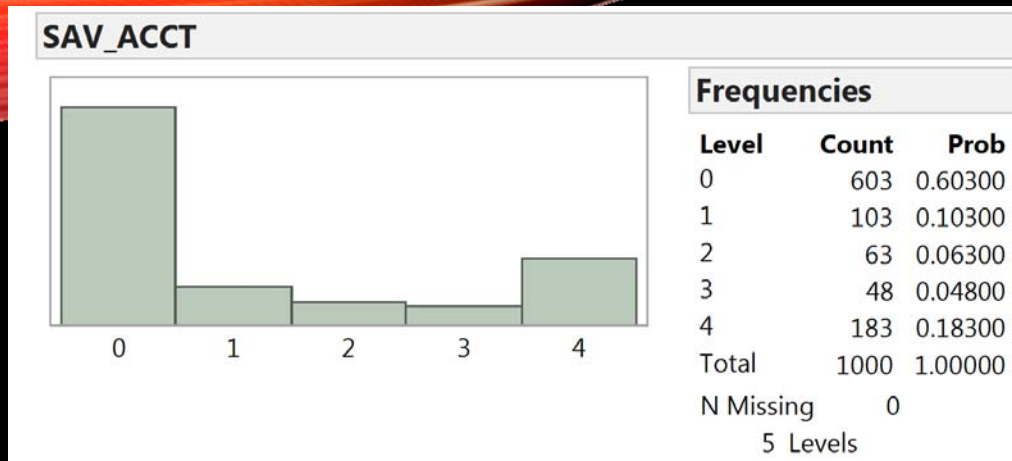 SAV_ACCT
0 1 2 3 4
Frequencies
Level Count Prob
0 603 0.60300
1 103 0.10300
2 63 0.06300
3 48 0.04800
4 183 0.18300
Total 1000 1.00000
N Missing 0
5 Levels